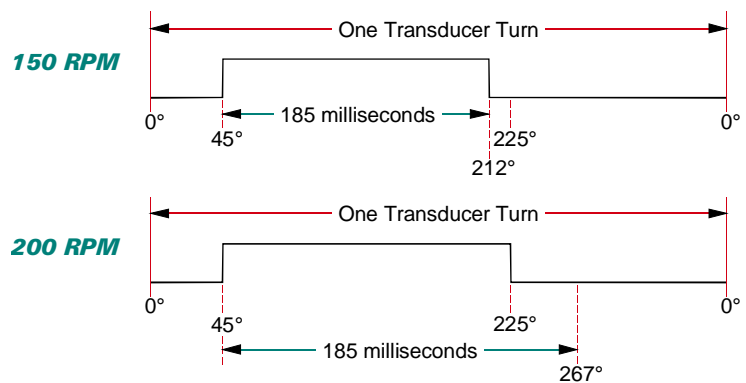 One Transducer Turn
150 RPM
185 milliseconds
0°
45°
225°
0°
212°
One Transducer Turn
200 RPM
0°
45°
225°
0°
185 milliseconds
267°